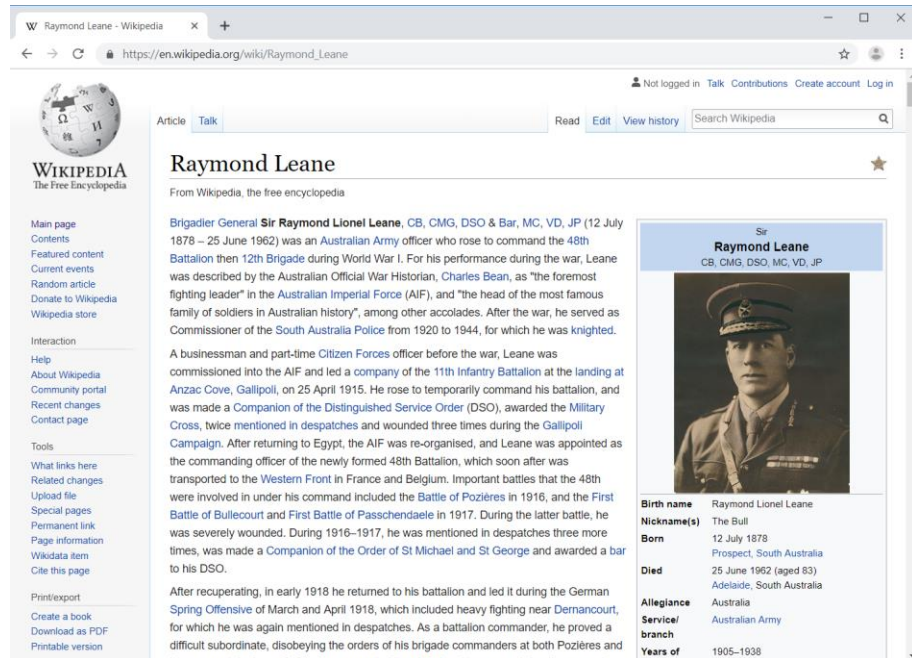 Raymond Leane - Wikipedia
https://en.wikipedia.org/wiki/Raymond_Leane
Not logged in Talk Contributions Create account Log in
Article Talk Read Edit View history Search Wikipedia
WIKIPEDIA
The Free Encyclopedia
Main page
Contents
Featured content
Current events
Random article
Donate to Wikipedia
Wikipedia store
Interaction
Help
About Wikipedia
Community portal
Recent changes
Contact page
Tools
What links here
Related changes
Upload file
Special pages
Permanent link
Page information
Wikidata item
Cite this page
Print/export
Create a book
Download as PDF
Printable version
Raymond Leane
From Wikipedia, the free encyclopedia
Brigadier General Sir Raymond Lionel Leane, CB, CMG, DSO & Bar, MC, VD, JP (12 July
1878 – 25 June 1962) was an Australian Army officer who rose to command the 48th
Battalion then 12th Brigade during World War I. For his performance during the war, Leane
was described by the Australian Official War Historian, Charles Bean, as "the foremost
fighting leader" in the Australian Imperial Force (AIF), and "the head of the most famous
family of soldiers in Australian history", among other accolades. After the war, he served as
Commissioner of the South Australia Police from 1920 to 1944, for which he was knighted.
A businessman and part-time Citizen Forces officer before the war, Leane was
commissioned into the AIF and led a company of the 11th Infantry Battalion at the landing at
Anzac Cove, Gallipoli, on 25 April 1915. He rose to temporarily command his battalion, and
was made a Companion of the Distinguished Service Order (DSO), awarded the Military
Cross, twice mentioned in despatches and wounded three times during the Gallipoli
Campaign. After returning to Egypt, the AIF was re-organised, and Leane was appointed as
the commanding officer of the newly formed 48th Battalion, which soon after was
transported to the Western Front in France and Belgium. Important battles that the 48th
were involved in under his command included the Battle of Pozières in 1916, and the First
Battle of Bullecourt and First Battle of Passchendaele in 1917. During the latter battle, he
was severely wounded. During 1916–1917, he was mentioned in despatches three more
times, was made a Companion of the Order of St Michael and St George and awarded a bar
to his DSO.
After recuperating, in early 1918 he returned to his battalion and led it during the German
Spring Offensive of March and April 1918, which included heavy fighting near Dernancourt,
for which he was again mentioned in despatches. As a battalion commander, he proved a
difficult subordinate, disobeying the orders of his brigade commanders at both Pozières and
Sir
Raymond Leane
CB, CMG, DSO, MC, VD, JP
Birth name Raymond Lionel Leane
Nickname(s) The Bull
Born 12 July 1878
Prospect, South Australia
Died 25 June 1962 (aged 83)
Adelaide, South Australia
Allegiance Australia
Service/ Australian Army
branch
Years of 1905–1938